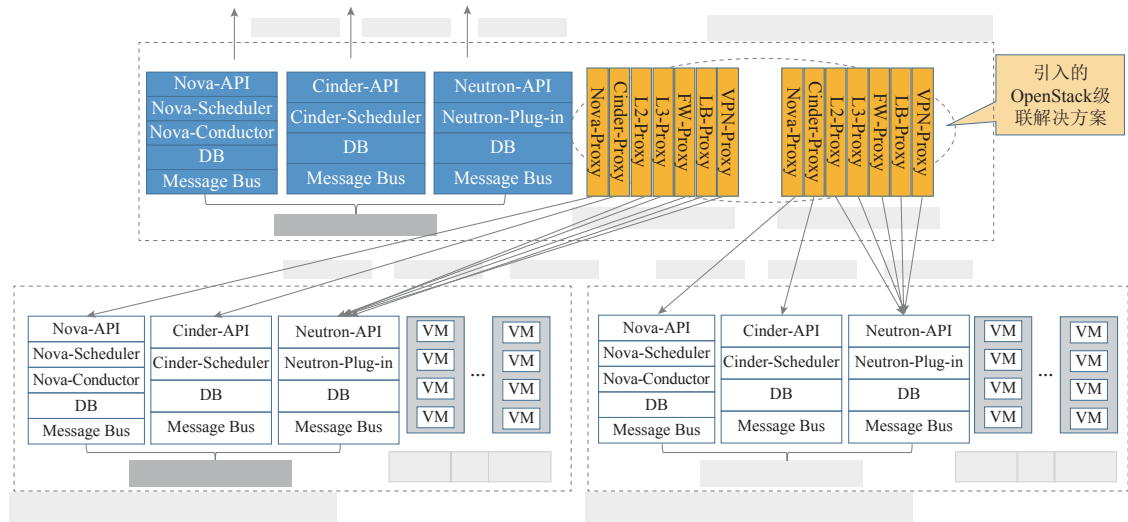 Nova-API
Nova-Scheduler
Nova-Conductor
DB
Message Bus
Cinder-API
Cinder-Scheduler
DB
Message Bus
Neutron-API
Neutron-Plug-in
DB
Message Bus
Nova-Proxy
Cinder-Proxy
L2-Proxy
L3-Proxy
FW-Proxy
LB-Proxy
VPN-Proxy
Nova-Proxy
Cinder-Proxy
L2-Proxy
L3-Proxy
FW-Proxy
LB-Proxy
VPN-Proxy
引入的
OpenStack级
联解决方案
Nova-API
Nova-Scheduler
Nova-Conductor
DB
Message Bus
Cinder-API
Cinder-Scheduler
DB
Message Bus
Neutron-API
Neutron-Plug-in
DB
Message Bus
VM
VM
VM
VM
...
VM
VM
VM
VM
Nova-API
Nova-Scheduler
Nova-Conductor
DB
Message Bus
Cinder-API
Cinder-Scheduler
DB
Message Bus
Neutron-API
Neutron-Plug-in
DB
Message Bus
VM
VM
VM
VM
...
VM
VM
VM
VM